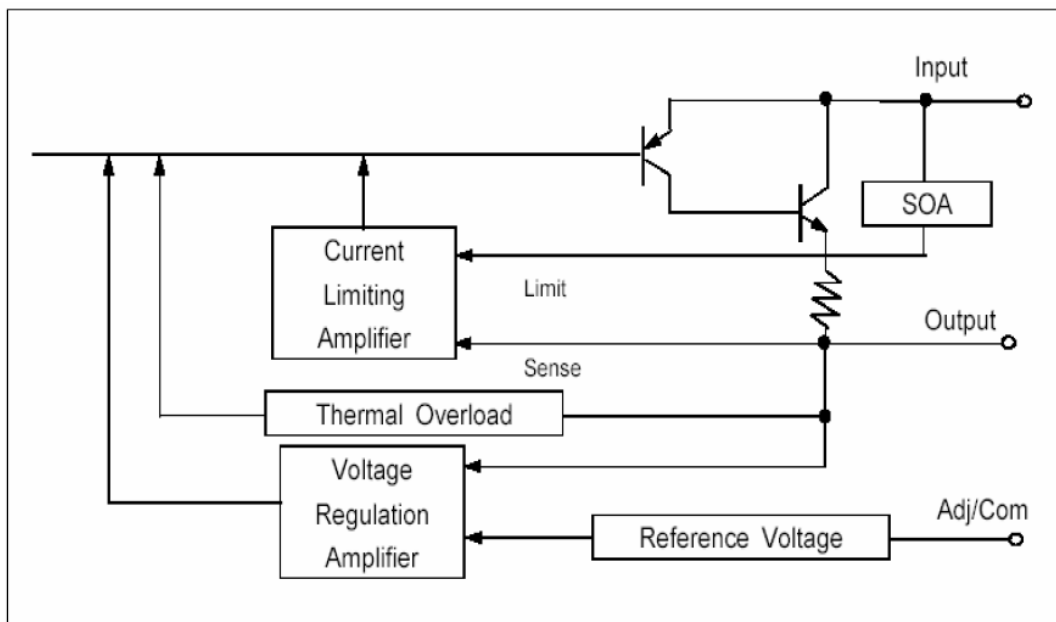 Input
SOA
Current
Limiting
Amplifier
Limit
Output
Sense
Thermal Overload
Voltage
Regulation
Amplifier
Reference Voltage
Adj/Com